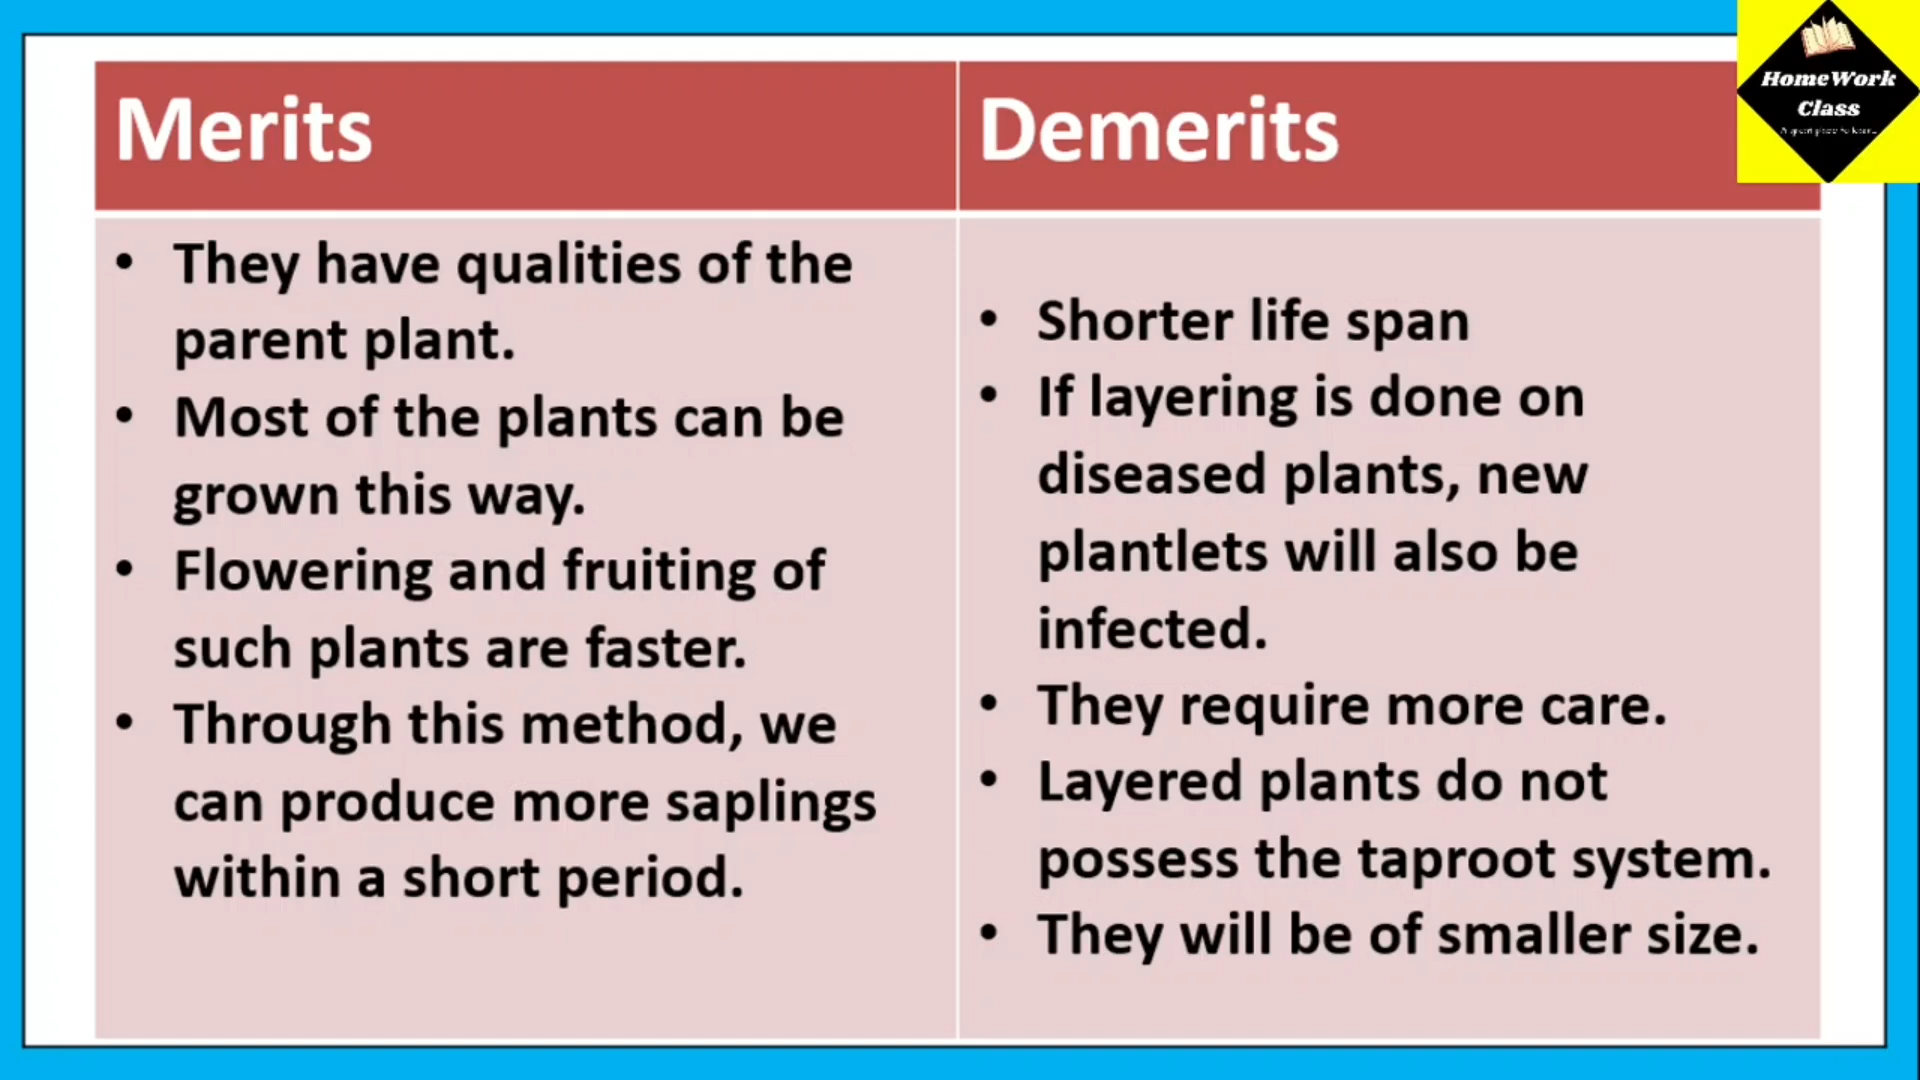 Merits
Demerits
HomeWork
Class
• They have qualities of the
parent plant.
• Most of the plants can be
grown this way.
• Flowering and fruiting of
such plants are faster.
• Through this method, we
can produce more saplings
within a short period.
• Shorter life span
• If layering is done on
diseased plants, new
plantlets will also be
infected.
• They require more care.
• Layered plants do not
possess the taproot system.
• They will be of smaller size.